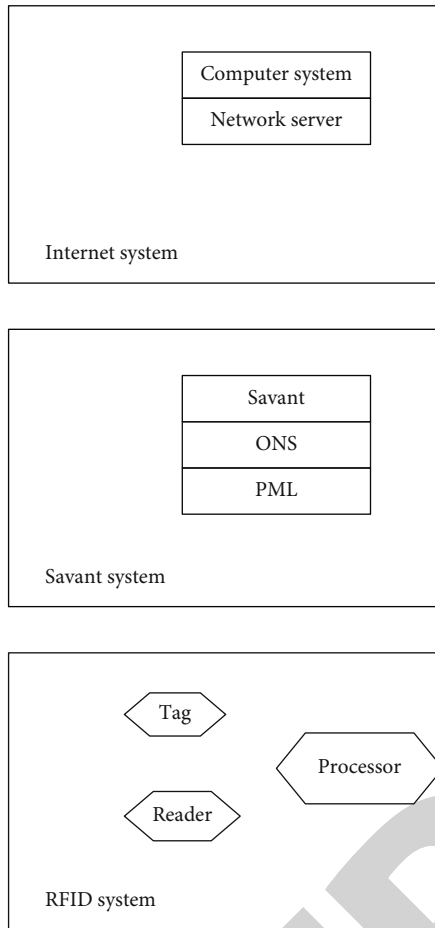 Computer system
Network server
Internet system
Savant
ONS
PML
Savant system
Tag
Processor
Reader
RFID system